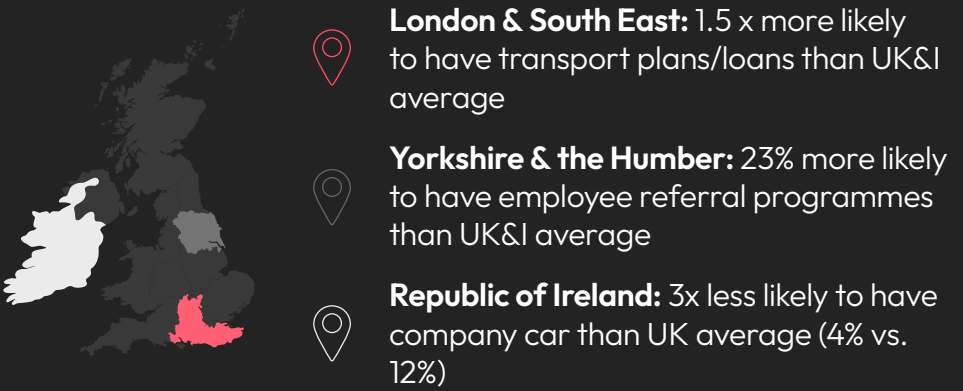 London & South East: 1.5 x more likely
to have transport plans/loans than UK&I
average
Yorkshire & the Humber: 23% more likely
to have employee referral programmes
than UK&I average
Republic of Ireland: 3x less likely to have
company car than UK average (4% vs.
12%)